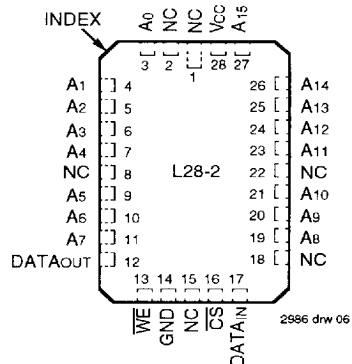 INDEX
A0 NC NC VCC A15
3 2 1 28 27
A1 4 26 A14
A2 5 25 A13
A3 6 24 A12
A4 7 23 A11
NC 8 L28-2 22 NC
A5 9 21 A10
A6 10 20 A9
A7 11 19 A8
DATAOUT 12 18 NC
13 14 15 16 17
WE GND NC CS DATAIN
2986 drw 06